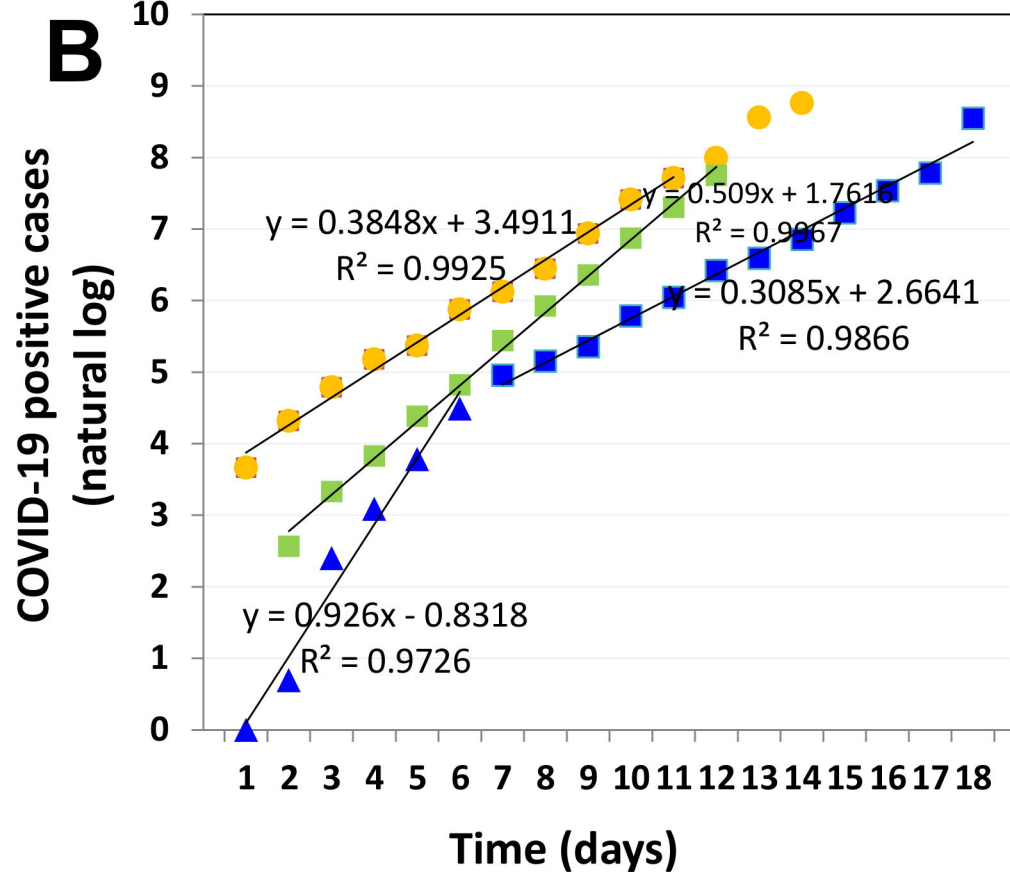 B
COVID-19 positive cases
(natural log)
10
9
8
7
6
5
4
3
2
1
0
y = 0.3848x + 3.4911
R² = 0.9925
y = 0.509x + 1.7616
R² = 0.9967
y = 0.3085x + 2.6641
R² = 0.9866
y = 0.926x - 0.8318
R² = 0.9726
1 2 3 4 5 6 7 8 9 10 11 12 13 14 15 16 17 18
Time (days)